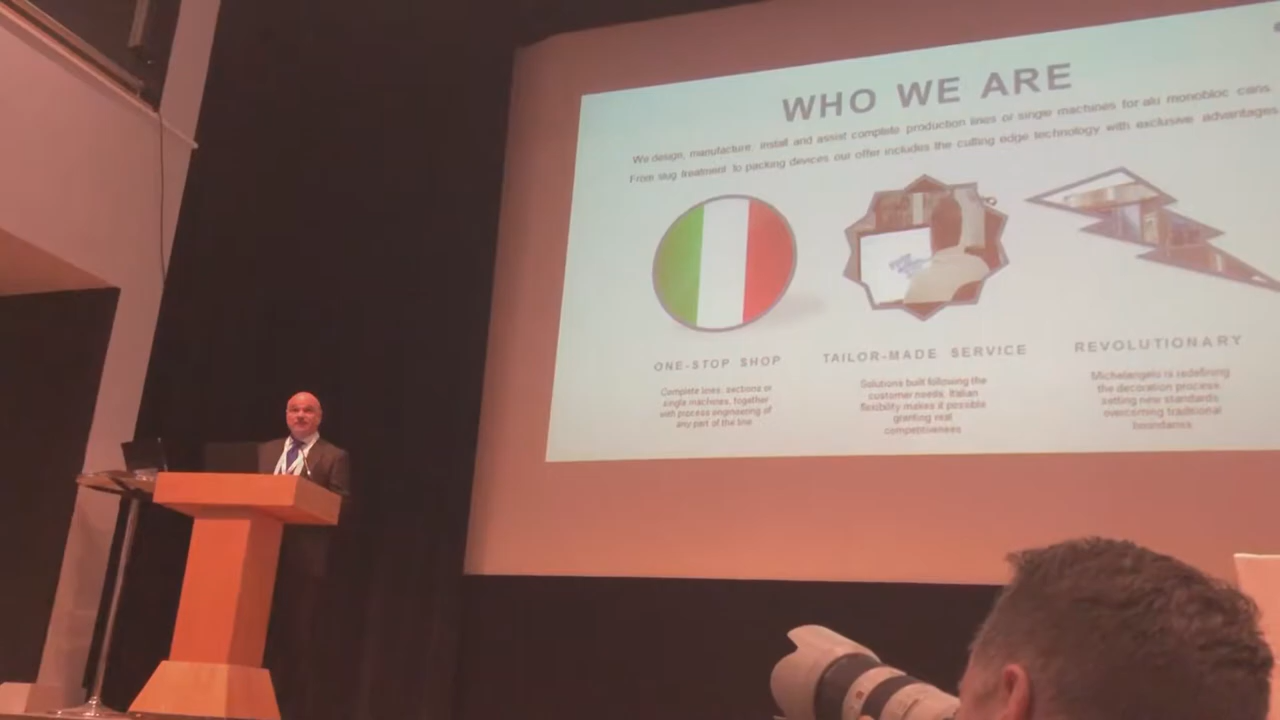 WHO WE ARE
We design, manufacture, install and assist complete production lines or single machines for alu monobloc cans.
From slug treatment to packing devices our offer includes the cutting edge technology with exclusive advantages
ONE-STOP SHOP
Complete lines, sections or
single machines, together
with process engineering of
any part of the line
TAILOR-MADE SERVICE
Solutions built following the
customer needs. Italian
flexibility makes it possible
granting real
competitiveness
REVOLUTIONARY
Michelangelo is redefining
the decoration process
setting new standards
overcoming traditional
boundaries